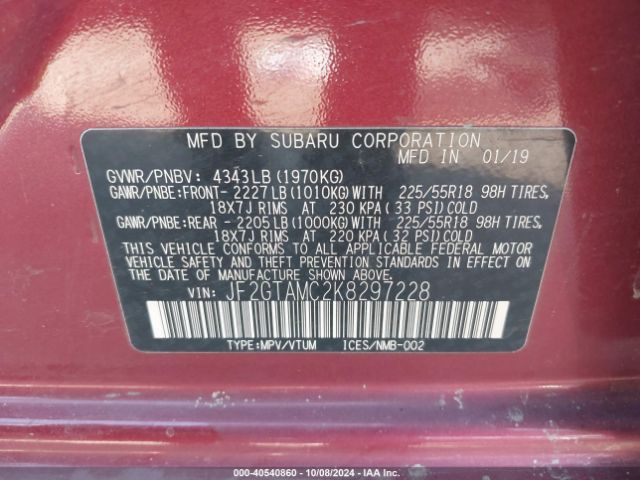 MFD BY SUBARU CORPORATION
MFD IN 01/19
GVWR/PNBV: 4343LB (1970KG)
GAWR/PNBE:FRONT- 2227LB(1010KG)WITH 225/55R18 98H TIRES,
18X7J RIMS AT 230 KPA(33 PSI)COLD
GAWR/PNBE:REAR - 2205LB(1000KG)WITH 225/55R18 98H TIRES,
18X7J RIMS AT 220 KPA(32 PSI)COLD
THIS VEHICLE CONFORMS TO ALL APPLICABLE FEDERAL MOTOR
VEHICLE SAFETY AND THEFT PREVENTION STANDARDS IN EFFECT
ON THE DATE OF MANUFACTURE SHOWN ABOVE.
VIN: JF2GTAMC2K8297228
TYPE:MPV/VTUM ICES/NMB-002
000-40540860 - 10/08/2024 - IAA Inc.